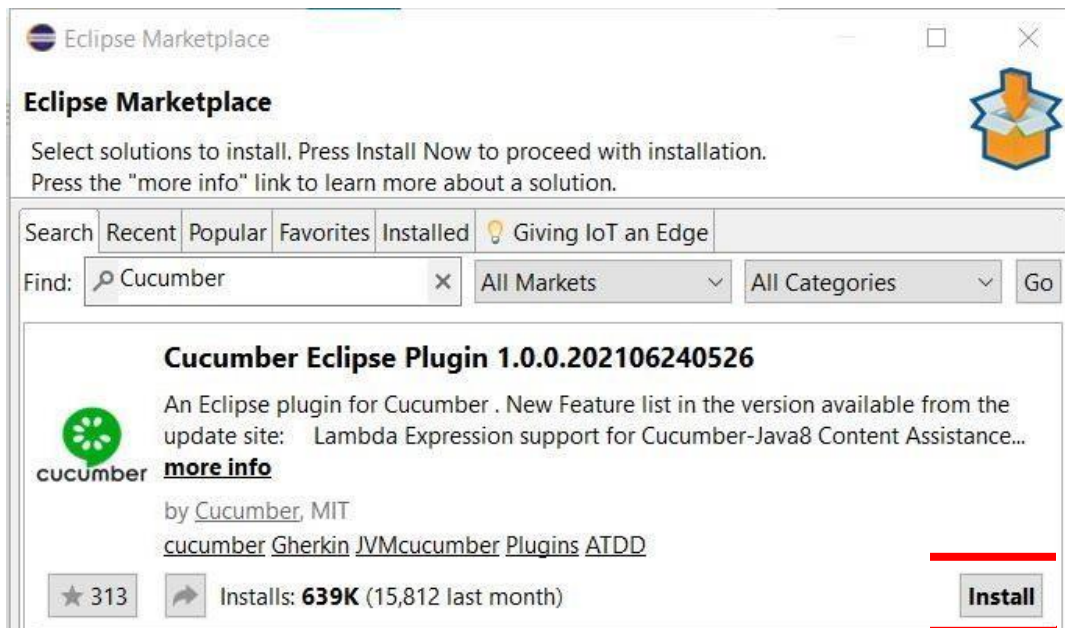 Eclipse Marketplace
Eclipse Marketplace
Select solutions to install. Press Install Now to proceed with installation.
Press the "more info" link to learn more about a solution.
Search Recent Popular Favorites Installed Giving IoT an Edge
Find: Cucumber All Markets All Categories Go
Cucumber Eclipse Plugin 1.0.0.202106240526
An Eclipse plugin for Cucumber . New Feature list in the version available from the
update site: Lambda Expression support for Cucumber-Java8 Content Assistance...
more info
cucumber
by Cucumber, MIT
cucumber Gherkin JVMcucumber Plugins ATDD
313 Installs: 639K (15,812 last month) Install